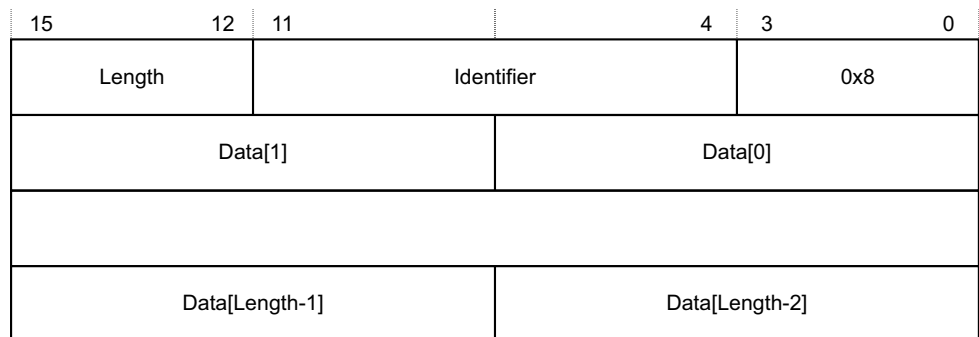 15 12 11 4 3 0
Length Identifier 0x8
Data[1] Data[0]
Data[Length-1] Data[Length-2]